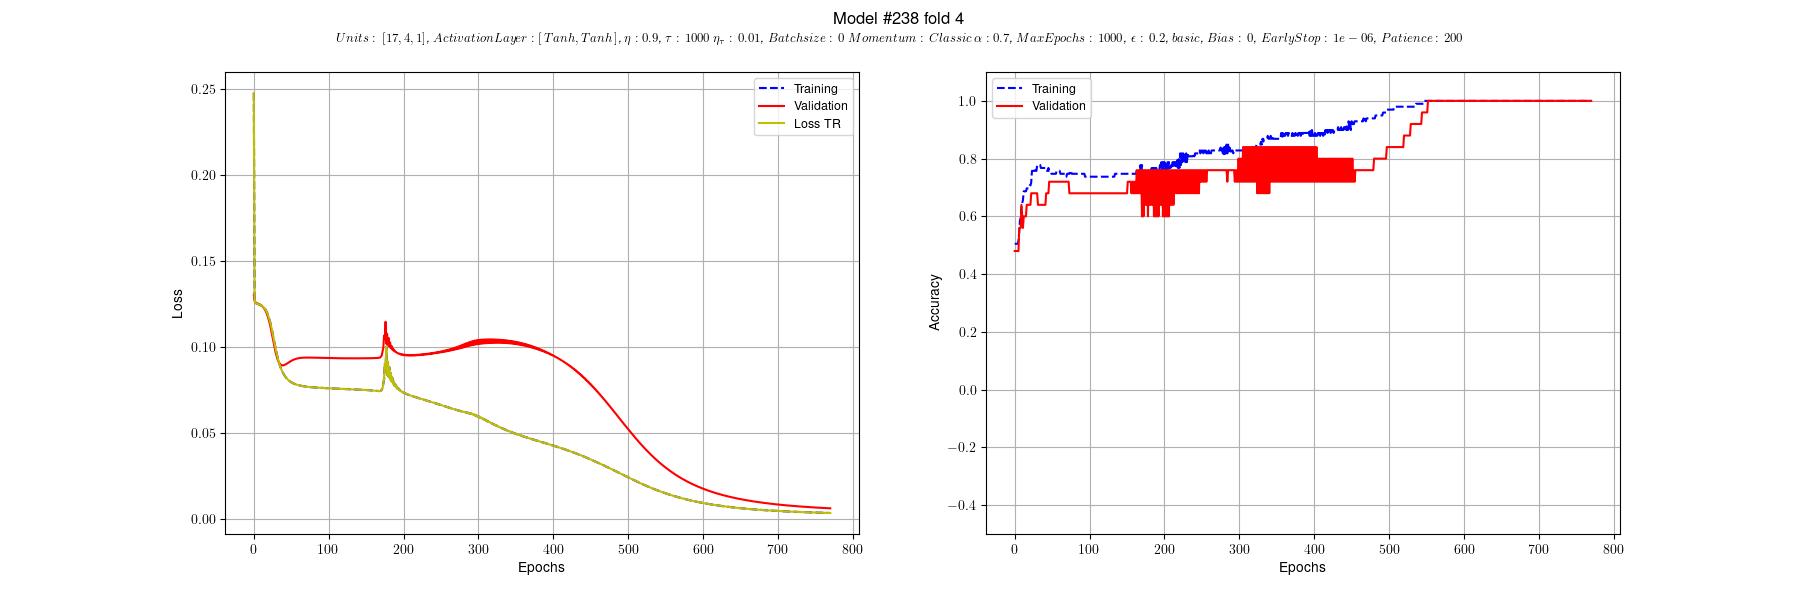 Model #238 fold 4
Units : [17, 4, 1], ActivationLayer : [Tanh, Tanh], η : 0.9, τ : 1000 η_τ : 0.01, Batchsize : 0 Momentum : Classic α : 0.7, MaxEpochs : 1000, ϵ : 0.2, basic, Bias : 0, EarlyStop : 1e − 06, Patience : 200
Training
Validation
Loss TR
0.25
0.20
0.15
0.10
0.05
0.00
Loss
0 100 200 300 400 500 600 700 800
Epochs
Training
Validation
1.0
0.8
0.6
0.4
0.2
0.0
−0.2
−0.4
Accuracy
0 100 200 300 400 500 600 700 800
Epochs